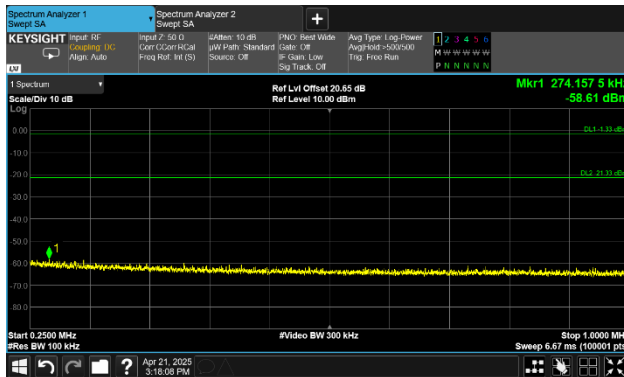 Spectrum Analyzer 1
Swept SA
Spectrum Analyzer 2
Swept SA
+
KEYSIGHT
Input: RF
Coupling: DC
Align: Auto
Input Z: 50 Ω
Corr CCorr RCal
Freq Ref: Int (S)
#Atten: 10 dB
µW Path: Standard
Source: Off
PNO: Best Wide
Gate: Off
IF Gain: Low
Sig Track: Off
Avg Type: Log-Power
Avg|Hold:>500/500
Trig: Free Run
1 2 3 4 5 6
M W W W W W
P N N N N N
LXI
1 Spectrum
Scale/Div 10 dB
Log
Ref Lvl Offset 20.65 dB
Ref Level 10.00 dBm
Mkr1 274.157 5 kHz
-58.61 dBm
0.00
DL1 -1.33 dBm
-10.0
-20.0
DL2 -21.33 dBm
-30.0
-40.0
-50.0
1
-60.0
-70.0
-80.0
Start 0.2500 MHz
#Video BW 300 kHz
Stop 1.0000 MHz
#Res BW 100 kHz
Sweep 6.67 ms (100001 pts)
?
Apr 21, 2025
3:18:08 PM